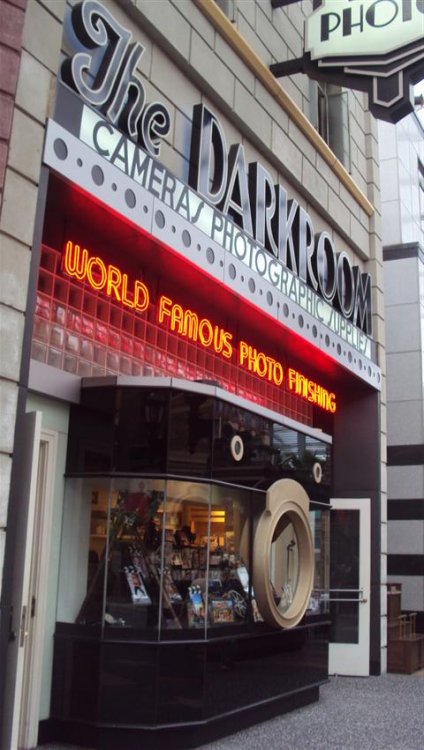 PHOTO
The DARKROOM
CAMERAS PHOTOGRAPHIC SUPPLIES
WORLD FAMOUS PHOTO FINISHING